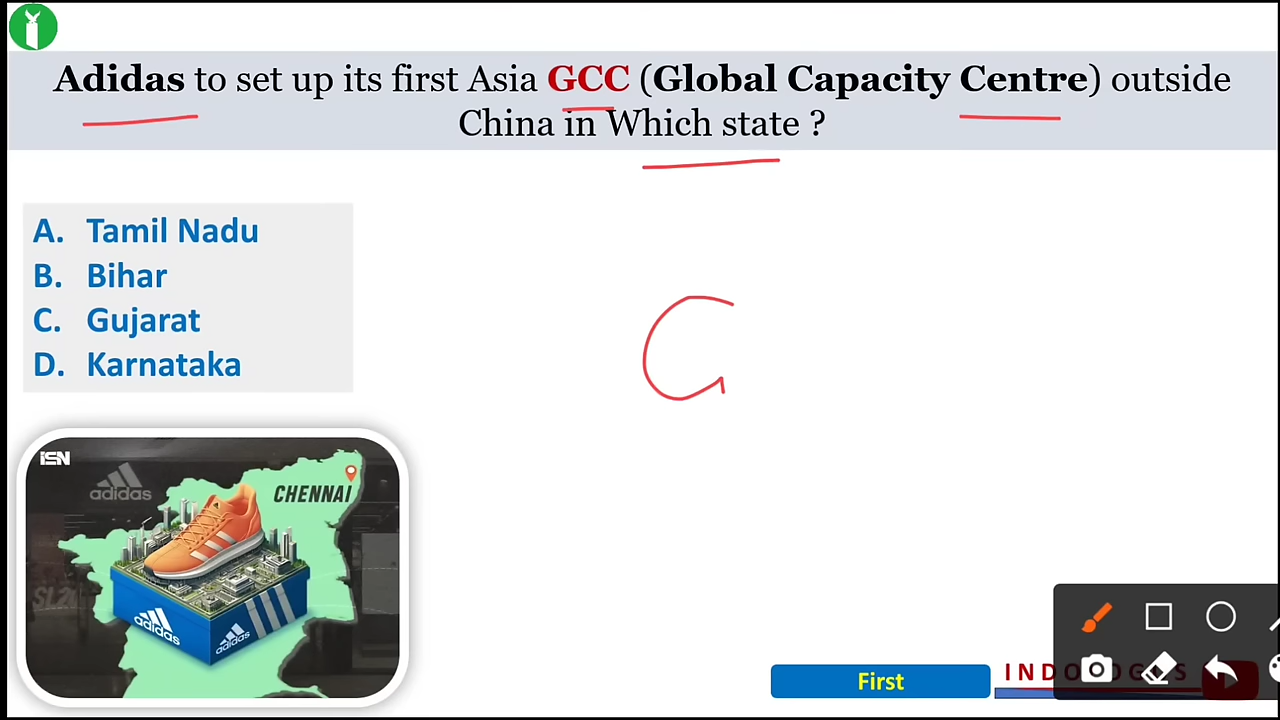 Adidas to set up its first Asia GCC (Global Capacity Centre) outside
China in Which state ?
A. Tamil Nadu
B. Bihar
C. Gujarat
D. Karnataka
iSN
adidas
CHENNAI
adidas
adidas
First